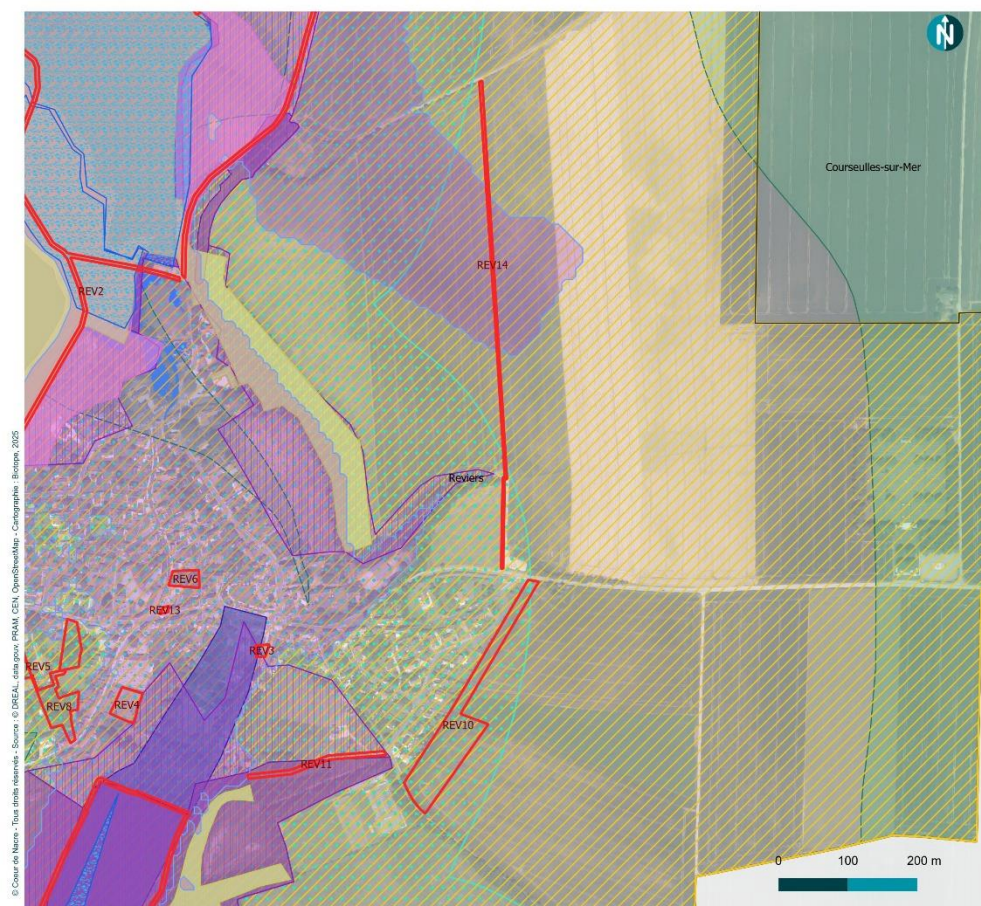 N
Courseulles-sur-Mer
REV14
REV2
Reviers
REV6
REV13
REV3
REV5
REV8
REV4
REV10
REV11
0 100 200 m
© Coeur de Nacre - Tous droits réservés - Source : © DREAL, data.gouv, PRAM, CEN, OpenStreetMap - Cartographie : Biotope, 2025